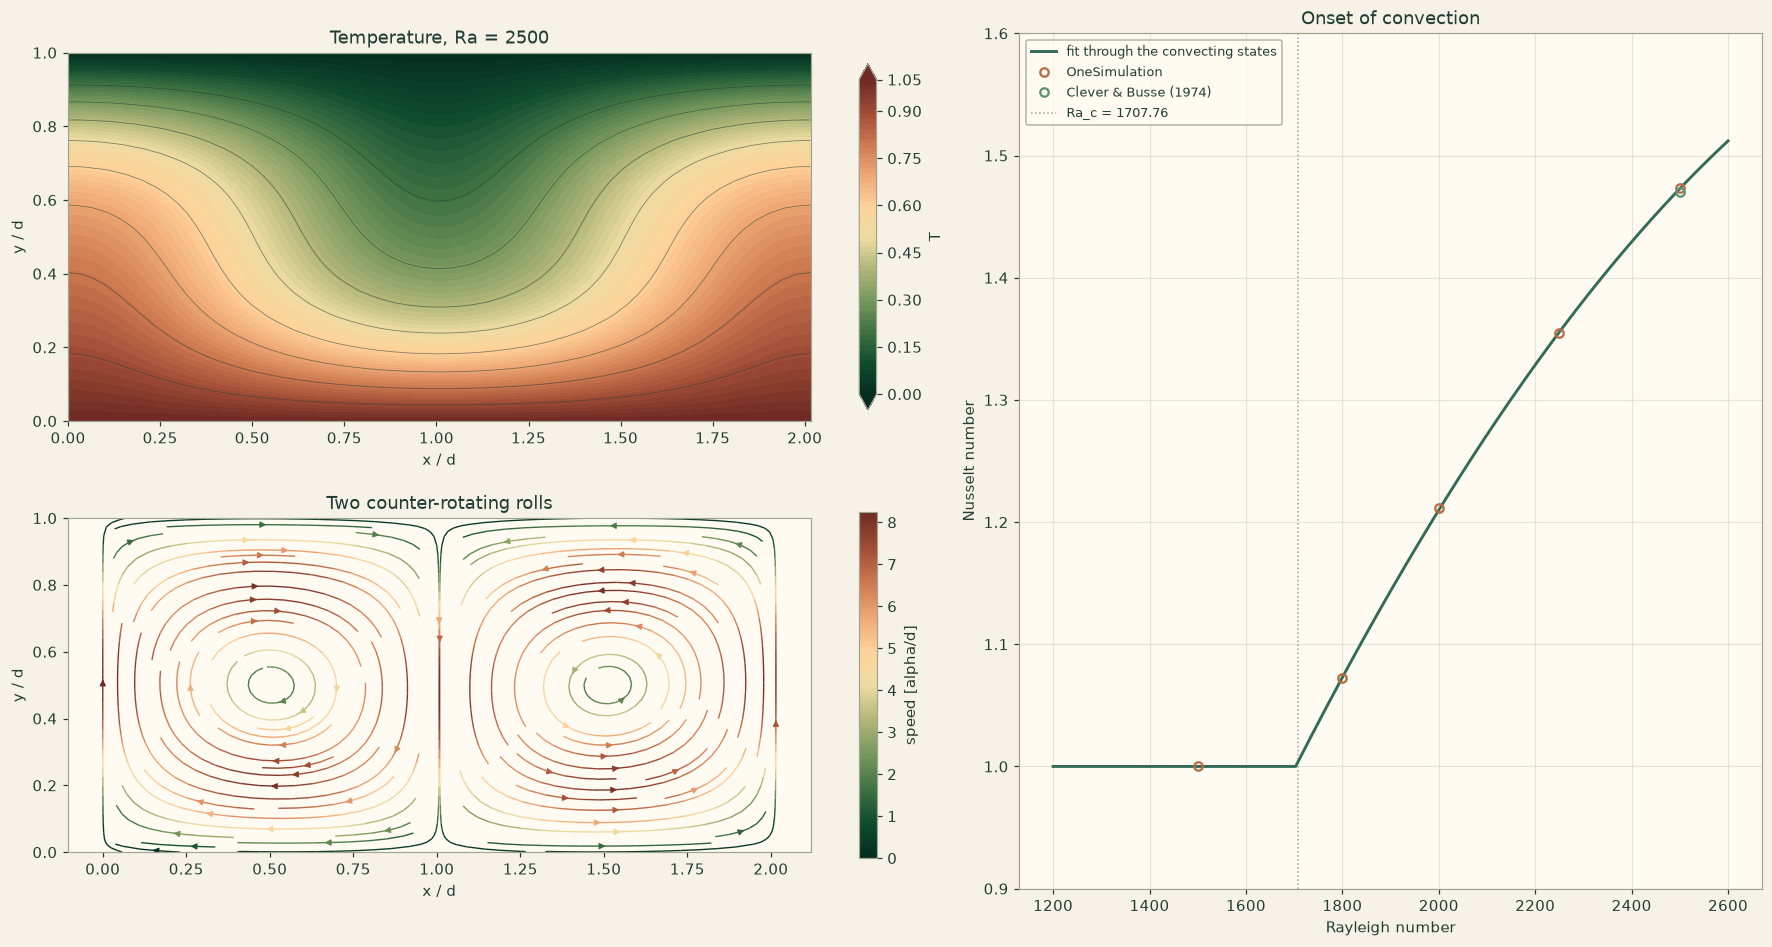 Temperature, Ra = 2500
1.0
0.8
0.6
0.4
0.2
0.0
y / d
0.00 0.25 0.50 0.75 1.00 1.25 1.50 1.75 2.00
x / d
1.05
0.90
0.75
0.60
0.45
0.30
0.15
0.00
T
Two counter-rotating rolls
1.0
0.8
0.6
0.4
0.2
0.0
y / d
0.00 0.25 0.50 0.75 1.00 1.25 1.50 1.75 2.00
x / d
8
7
6
5
4
3
2
1
0
speed [alpha/d]
Onset of convection
fit through the convecting states
OneSimulation
Clever & Busse (1974)
Ra_c = 1707.76
1.6
1.5
1.4
1.3
1.2
1.1
1.0
0.9
Nusselt number
1200 1400 1600 1800 2000 2200 2400 2600
Rayleigh number